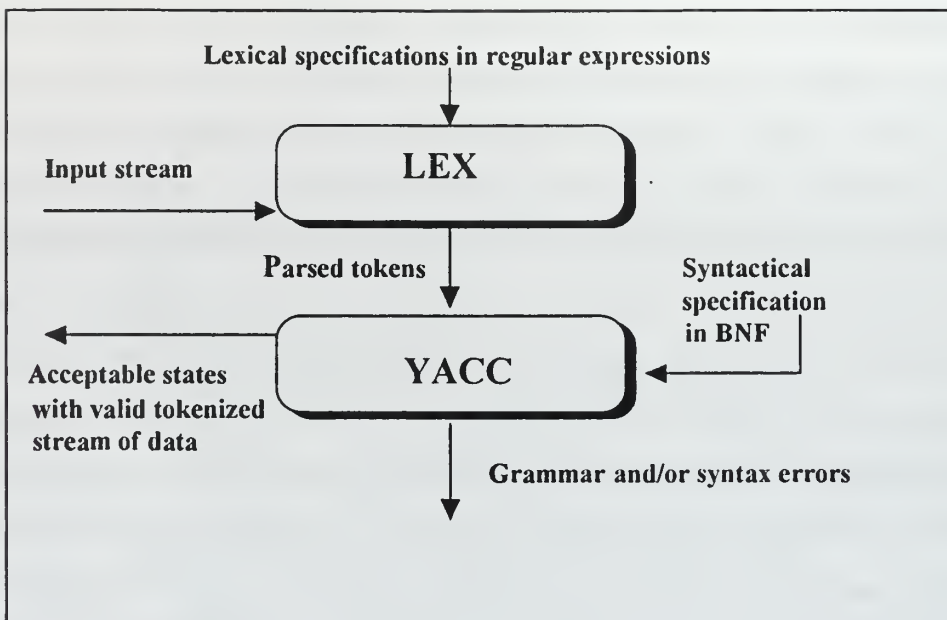 Lexical specifications in regular expressions
LEX
Input stream
Parsed tokens
Syntactical
specification
in BNF
YACC
Acceptable states
with valid tokenized
stream of data
Grammar and/or syntax errors